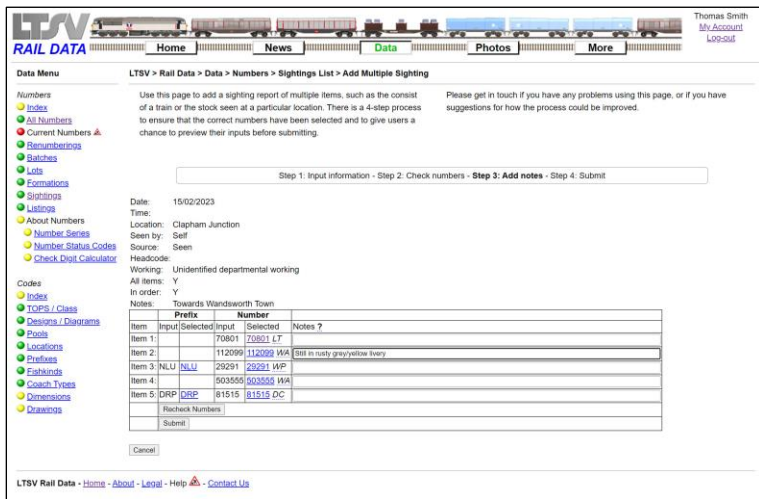 LTSV
RAIL DATA
Home
News
Data
Photos
More
Thomas Smith
My Account
Log-out
Data Menu
Numbers
Index
All Numbers
Current Numbers
Renumberings
Batches
Lots
Formations
Sightings
Listings
About Numbers
Number Series
Number Status Codes
Check Digit Calculator
Codes
Index
TOPS / Class
Designs / Diagrams
Pools
Locations
Prefixes
Fishkinds
Coach Types
Dimensions
Drawings
LTSV > Rail Data > Data > Numbers > Sightings List > Add Multiple Sighting
Use this page to add a sighting report of multiple items, such as the consist
of a train or the stock seen at a particular location. There is a 4-step process
to ensure that the correct numbers have been selected and to give users a
chance to preview their inputs before submitting.
Please get in touch if you have any problems using this page, or if you have
suggestions for how the process could be improved.
Step 1: Input information - Step 2: Check numbers - Step 3: Add notes - Step 4: Submit
Date: 15/02/2023
Time:
Location: Clapham Junction
Seen by: Self
Source: Seen
Headcode:
Working: Unidentified departmental working
All items: Y
In order: Y
Notes: Towards Wandsworth Town
Prefix Number
Item Input Selected Input Selected Notes ?
Item 1: 70801 70801 LT
Item 2: 112099 112099 WA Still in rusty grey/yellow livery
Item 3: NLU NLU 29291 29291 WP
Item 4: 503555 503555 WA
Item 5: DRP DRP 81515 81515 DC
Recheck Numbers
Submit
Cancel
LTSV Rail Data - Home - About - Legal - Help - Contact Us